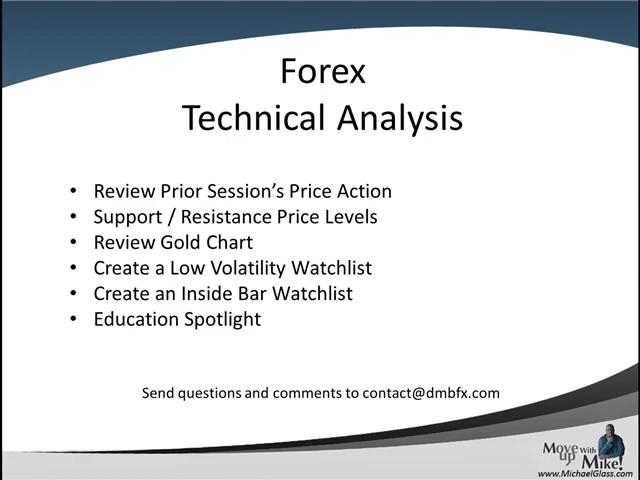 Forex
Technical Analysis
• Review Prior Session's Price Action
• Support / Resistance Price Levels
• Review Gold Chart
• Create a Low Volatility Watchlist
• Create an Inside Bar Watchlist
• Education Spotlight
Send questions and comments to contact@dmbfx.com
Move up With Mike!
www.MichaelGlass.com